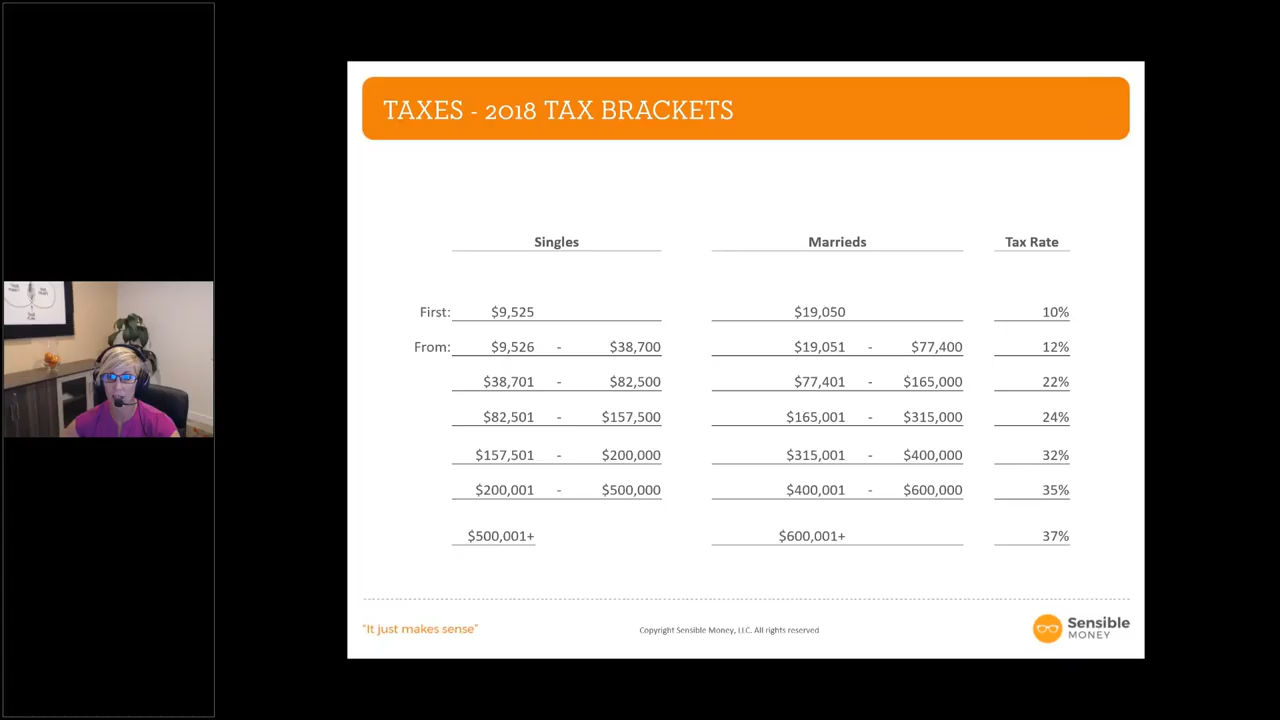 TAXES - 2018 TAX BRACKETS
Singles Marrieds Tax Rate
First: $9,525 $19,050 10%
From: $9,526 - $38,700 $19,051 - $77,400 12%
$38,701 - $82,500 $77,401 - $165,000 22%
$82,501 - $157,500 $165,001 - $315,000 24%
$157,501 - $200,000 $315,001 - $400,000 32%
$200,001 - $500,000 $400,001 - $600,000 35%
$500,001+ $600,001+ 37%
"It just makes sense"
Copyright Sensible Money, LLC. All rights reserved
Sensible
MONEY